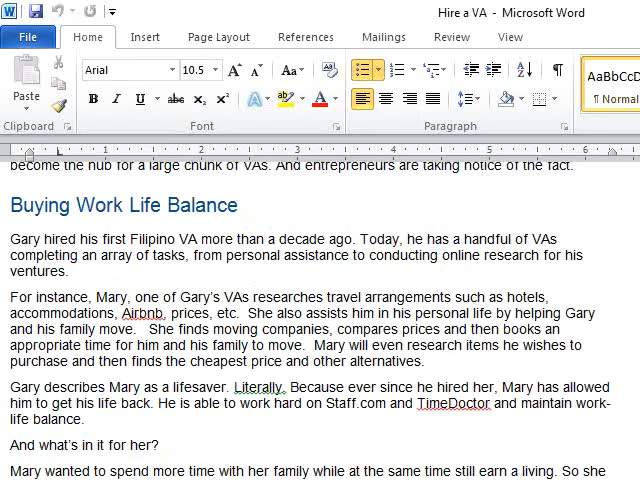 Hire a VA - Microsoft Word
File Home Insert Page Layout References Mailings Review View
Arial 10.5 Aa AaBbCcD
Paste B I U abc x₂ x² A A ¶ Normal
Clipboard Font Paragraph
1 2 3 4 5 6
become the hub for a large chunk of VAs. And entrepreneurs are taking notice of the fact.
Buying Work Life Balance
Gary hired his first Filipino VA more than a decade ago. Today, he has a handful of VAs
completing an array of tasks, from personal assistance to conducting online research for his
ventures.
For instance, Mary, one of Gary's VAs researches travel arrangements such as hotels,
accommodations, Airbnb, prices, etc. She also assists him in his personal life by helping Gary
and his family move. She finds moving companies, compares prices and then books an
appropriate time for him and his family to move. Mary will even research items he wishes to
purchase and then finds the cheapest price and other alternatives.
Gary describes Mary as a lifesaver. Literally. Because ever since he hired her, Mary has allowed
him to get his life back. He is able to work hard on Staff.com and TimeDoctor and maintain work-
life balance.
And what's in it for her?
Mary wanted to spend more time with her family while at the same time still earn a living. So she